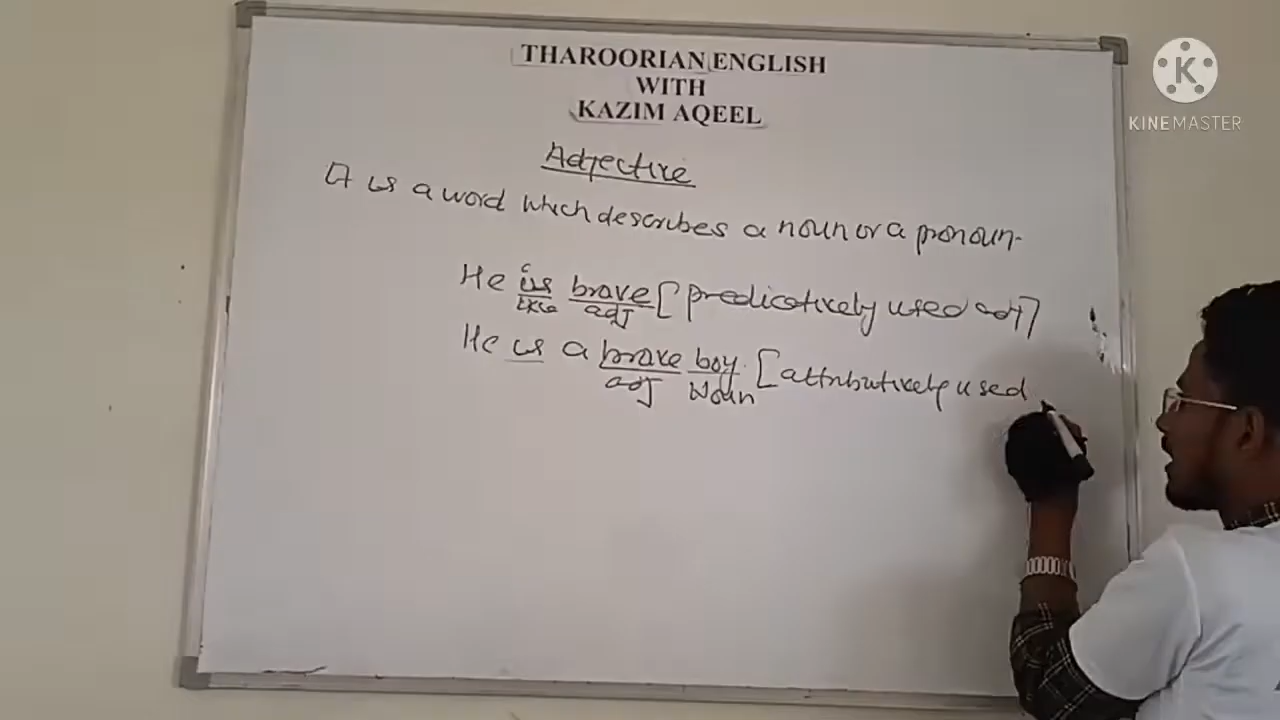 THAROORIAN ENGLISH
WITH
KAZIM AQEEL
KINEMASTER
Adjective
It is a word which describes a noun or a pronoun.
He is brave [predicatively used adj]
adj
He is a brave boy. [attributively used
adj Noun